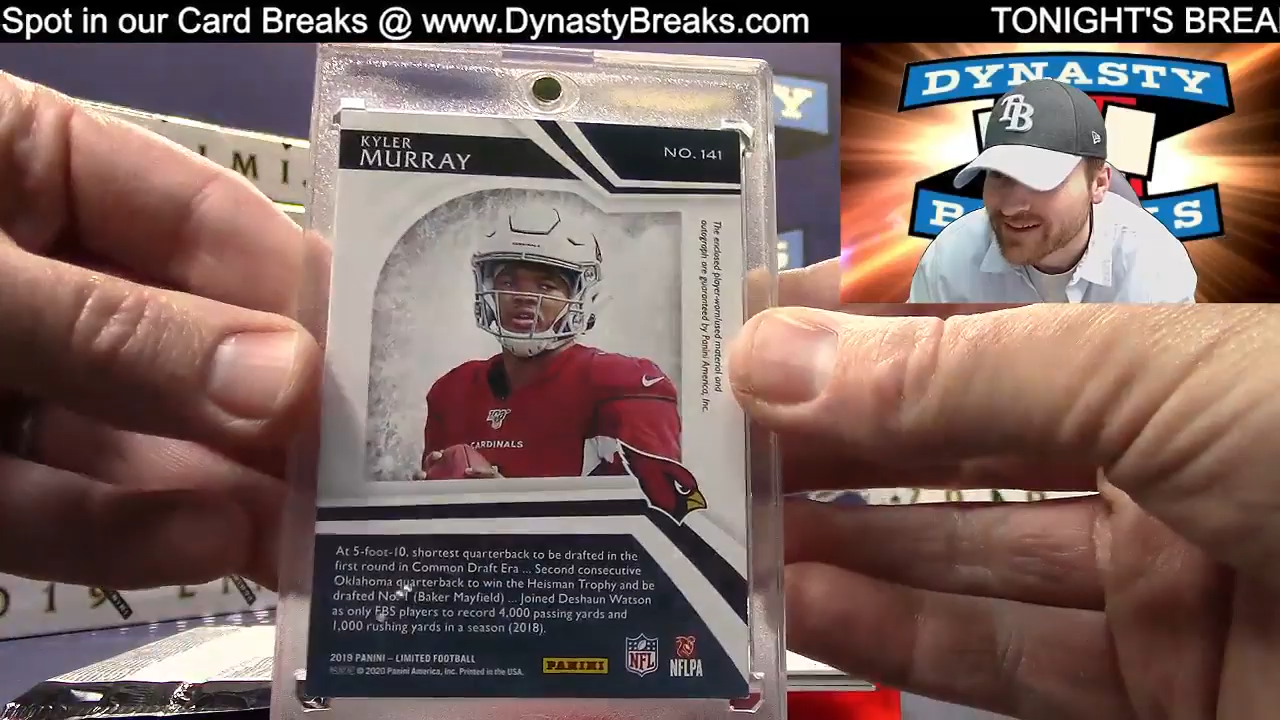 Spot in our Card Breaks @ www.DynastyBreaks.com
TONIGHT'S BREA
DYNASTY
TB
KYLER
MURRAY
NO. 141
The enclosed player-worn/used material and
autograph are guaranteed by Panini America, Inc.
CARDINALS
At 5-foot-10, shortest quarterback to be drafted in the
first round in Common Draft Era ... Second consecutive
Oklahoma quarterback to win the Heisman Trophy and be
drafted No. 1 (Baker Mayfield) ... Joined Deshaun Watson
as only FBS players to record 4,000 passing yards and
1,000 rushing yards in a season (2018).
2019 PANINI – LIMITED FOOTBALL
© 2020 Panini America, Inc. Printed in the USA.
PANINI
NFL
NFLPA